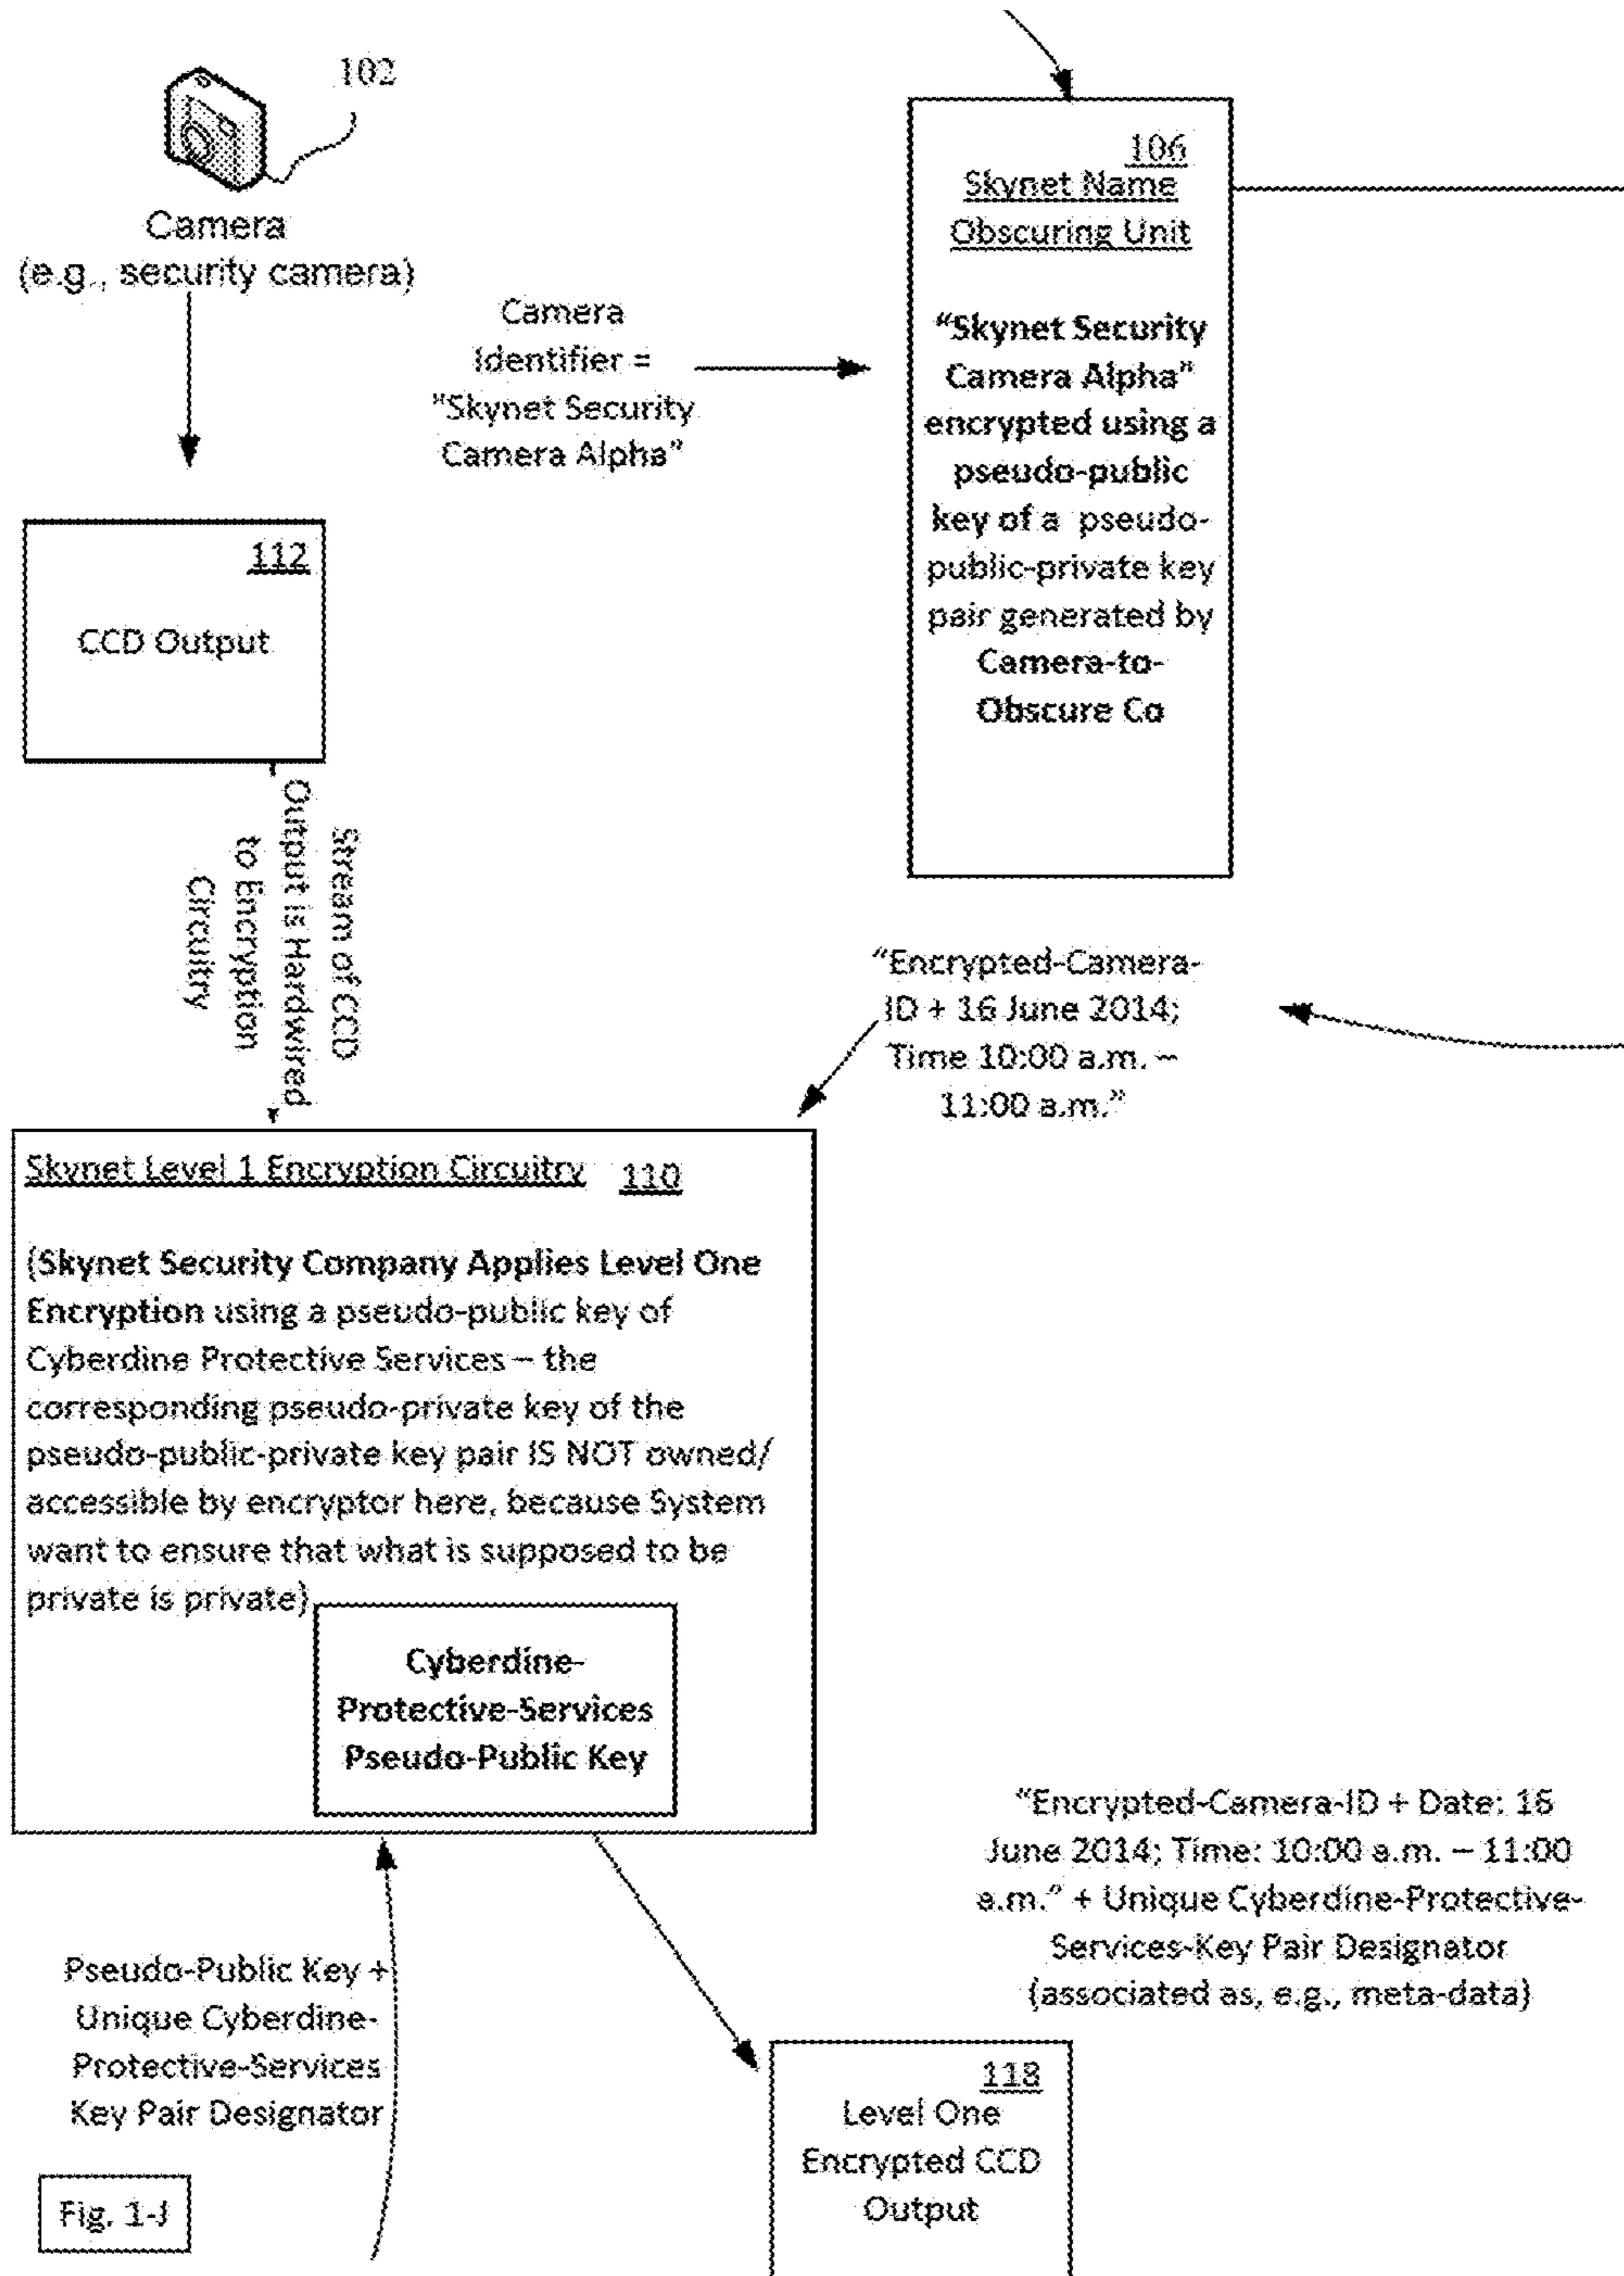 102
Camera
(e.g., security camera)
106
Skynet Name
Obscuring Unit
"Skynet Security
Camera Alpha"
encrypted using a
pseudo-public
key of a pseudo-
public-private key
pair generated by
Camera-to-
Obscure Co
Camera
Identifier =
"Skynet Security
Camera Alpha"
112
CCD Output
Stream of CCD
Output is Hardwired
to Encryption
Circuitry
"Encrypted-Camera-
ID + 16 June 2014;
Time 10:00 a.m. –
11:00 a.m."
Skynet Level 1 Encryption Circuitry 110
(Skynet Security Company Applies Level One
Encryption using a pseudo-public key of
Cyberdine Protective Services – the
corresponding pseudo-private key of the
pseudo-public-private key pair IS NOT owned/
accessible by encryptor here, because System
want to ensure that what is supposed to be
private is private)
Cyberdine-
Protective-Services
Pseudo-Public Key
"Encrypted-Camera-ID + Date: 16
June 2014; Time: 10:00 a.m. – 11:00
a.m." + Unique Cyberdine-Protective-
Services-Key Pair Designator
(associated as, e.g., meta-data)
Pseudo-Public Key +
Unique Cyberdine-
Protective-Services
Key Pair Designator
118
Level One
Encrypted CCD
Output
Fig. 1-J